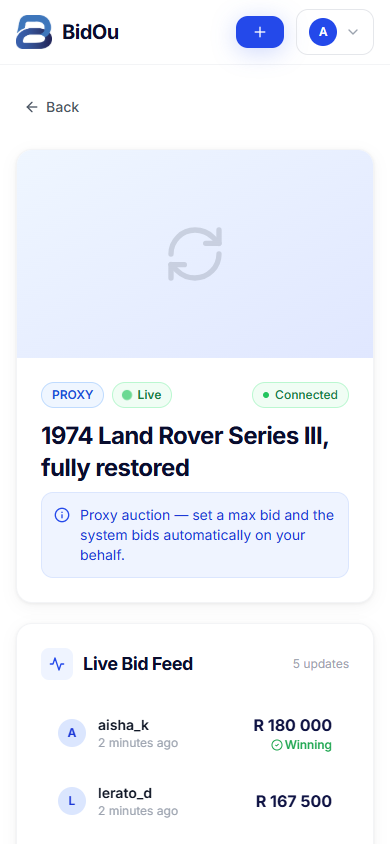 BidOu
A
Back
PROXY
Live
Connected
1974 Land Rover Series III,
fully restored
Proxy auction — set a max bid and the
system bids automatically on your
behalf.
Live Bid Feed
5 updates
A
aisha_k
R 180 000
2 minutes ago
Winning
L
lerato_d
R 167 500
2 minutes ago